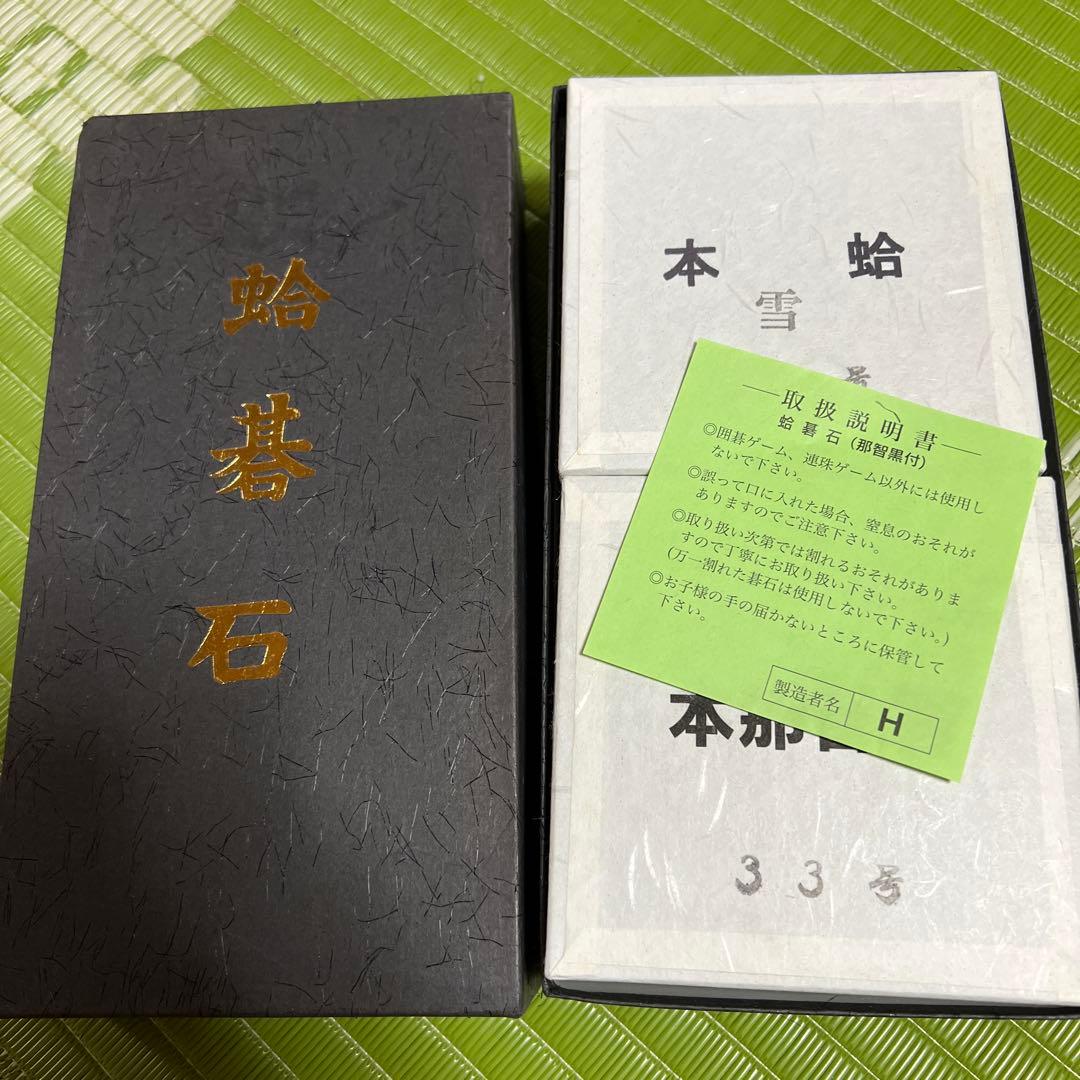 蛤碁石
本 蛤
雪
号
―取扱説明書―
蛤碁石(那智黒付)
◎囲碁ゲーム、連珠ゲーム以外には使用し
ないで下さい。
◎誤って口に入れた場合、窒息のおそれが
ありますのでご注意下さい。
◎取り扱い次第では割れるおそれがありま
すので丁寧にお取り扱い下さい。
(万一割れた碁石は使用しないで下さい。)
◎お子様の手の届かないところに保管して
下さい。
製造者名 H
本那
33号